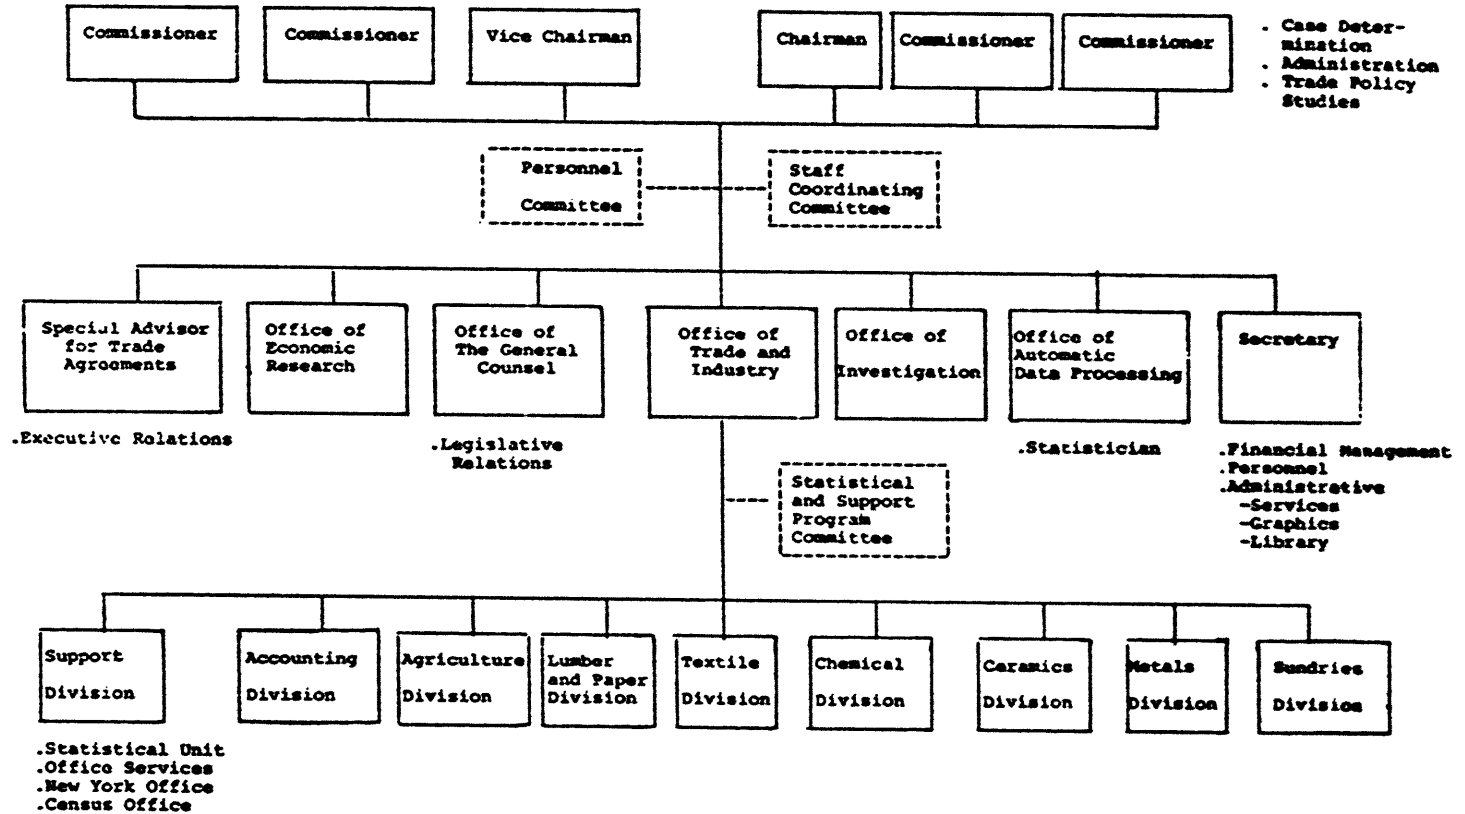 Commissioner
Commissioner
Vice Chairman
Chairman
Commissioner
Commissioner
. Case Deter-
mination
. Administration
. Trade Policy
Studies
Personnel
Committee
Staff
Coordinating
Committee
Special Advisor
for Trade
Agreements
Office of
Economic
Research
Office of
The General
Counsel
Office of
Trade and
Industry
Office of
Investigation
Office of
Automatic
Data Processing
Secretary
.Executive Relations
.Legislative
Relations
.Statistician
.Financial Management
.Personnel
.Administrative
-Services
-Graphics
-Library
Statistical
and Support
Program
Committee
Support
Division
Accounting
Division
Agriculture
Division
Lumber
and Paper
Division
Textile
Division
Chemical
Division
Ceramics
Division
Metals
Division
Sundries
Division
.Statistical Unit
.Office Services
.New York Office
.Census Office